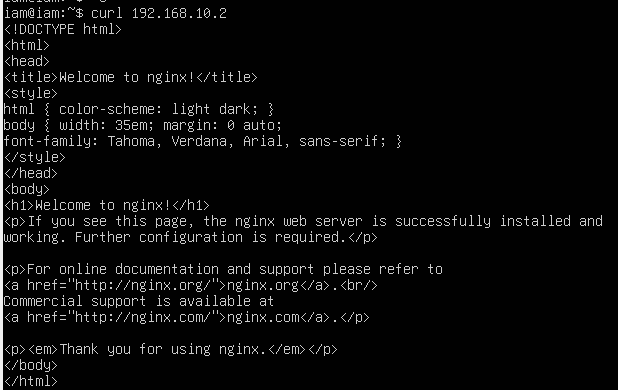 iam@iam:~$ curl 192.168.10.2
<!DOCTYPE html>
<html>
<head>
<title>Welcome to nginx!</title>
<style>
html { color-scheme: light dark; }
body { width: 35em; margin: 0 auto;
font-family: Tahoma, Verdana, Arial, sans-serif; }
</style>
</head>
<body>
<h1>Welcome to nginx!</h1>
<p>If you see this page, the nginx web server is successfully installed and
working. Further configuration is required.</p>

<p>For online documentation and support please refer to
<a href="http://nginx.org/">nginx.org</a>.<br/>
Commercial support is available at
<a href="http://nginx.com/">nginx.com</a>.</p>

<p><em>Thank you for using nginx.</em></p>
</body>
</html>